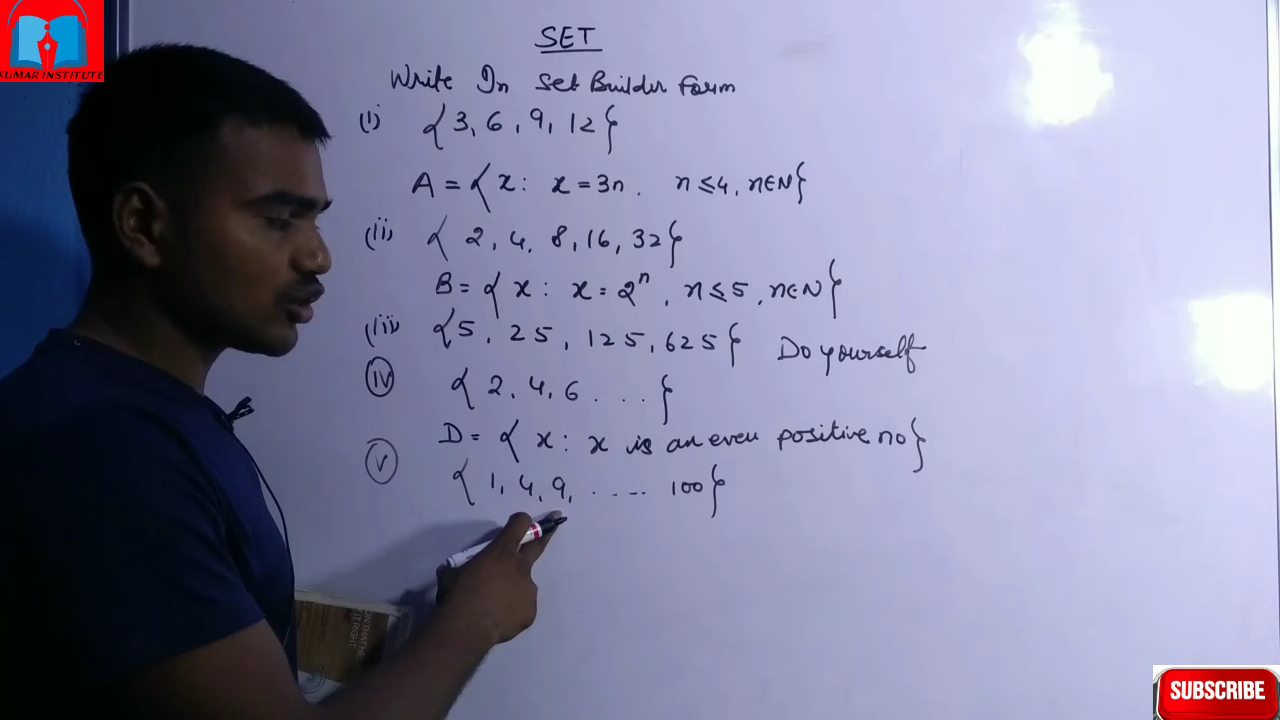 KUMAR INSTITUTE
SET
Write In Set Builder Form
(i) {3, 6, 9, 12}
A = {x: x = 3n. n ≤ 4, n∈N}
(ii) {2, 4, 8, 16, 32}
B = {x: x = 2ⁿ, n ≤ 5, n∈N}
(iii) {5, 25, 125, 625} Do yourself
(iv) {2, 4, 6 . . . .}
D = {x: x is an even positive no}
(v) {1, 4, 9, ..... 100}
SUBSCRIBE